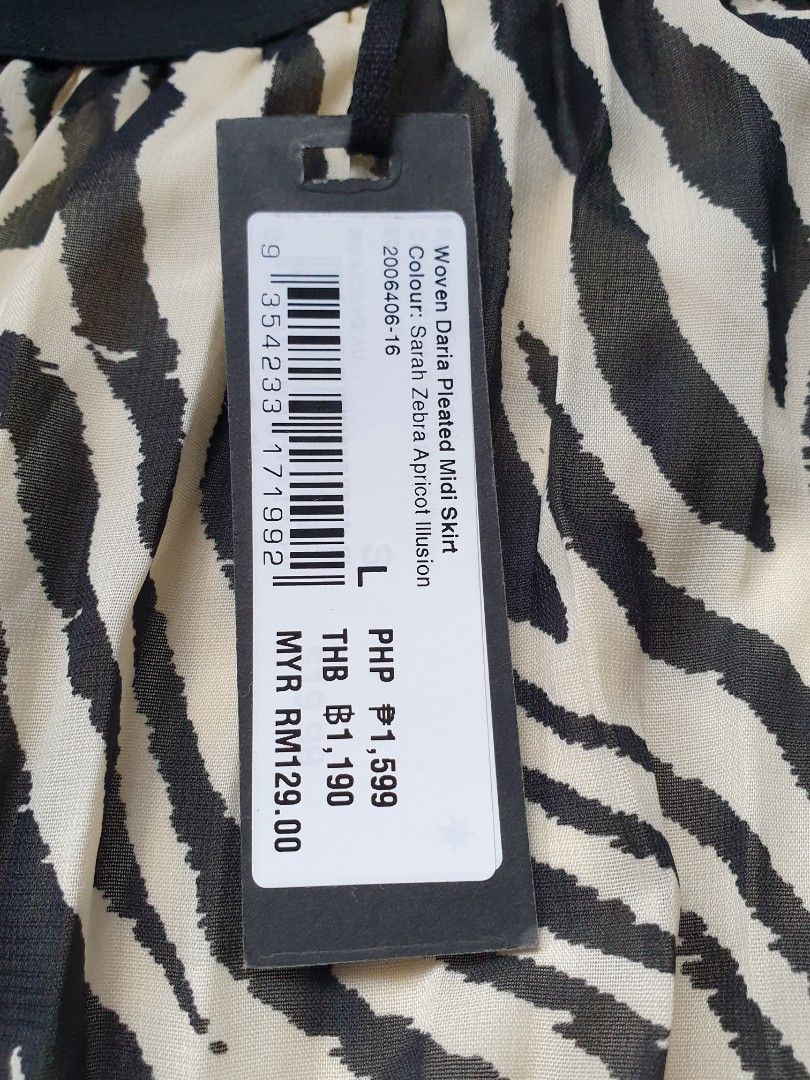 Woven Daria Pleated Midi Skirt
Colour: Sarah Zebra Apricot Illusion
2006406-16
L
9 354233 171992
PHP ₱1,599
THB ฿1,190
MYR RM129.00